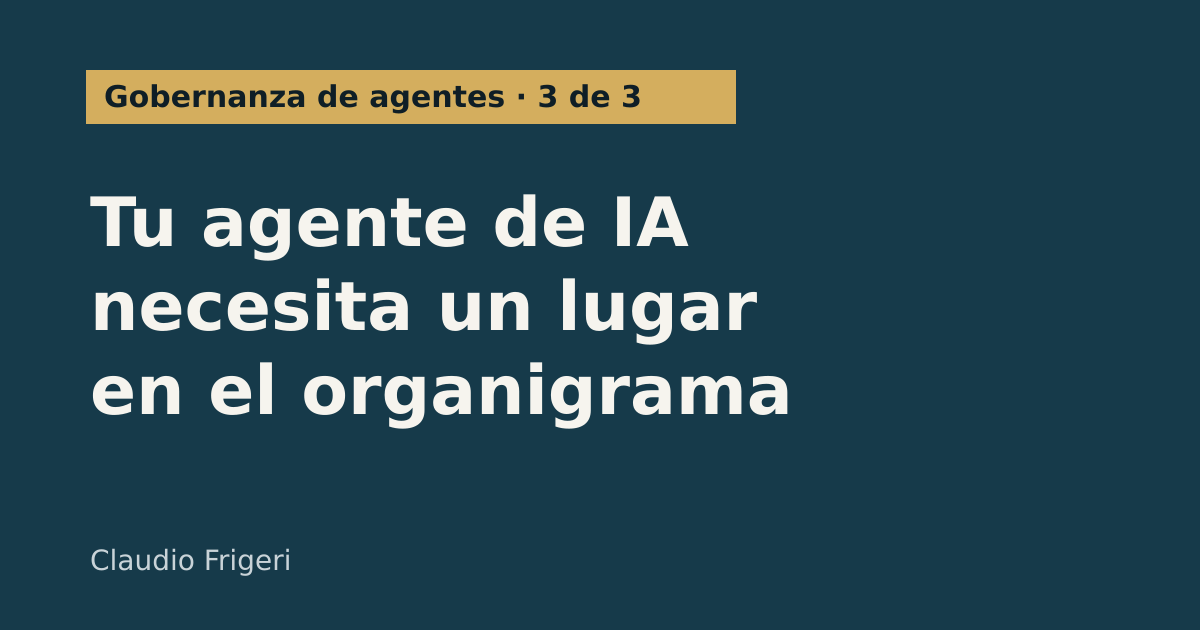 Gobernanza de agentes · 3 de 3
Tu agente de IA
necesita un lugar
en el organigrama
Claudio Frigeri